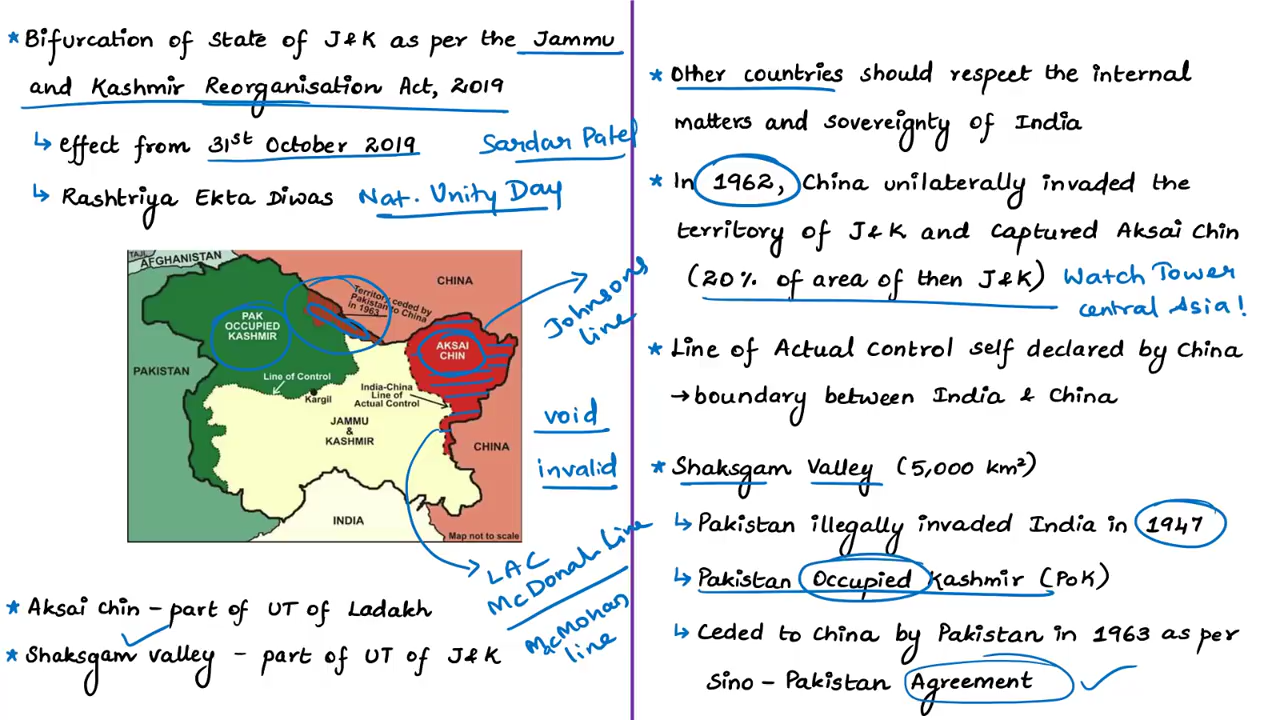 * Bifurcation of state of J&K as per the Jammu
and Kashmir Reorganisation Act, 2019
↳ effect from 31st October 2019 Sardar Patel
↳ Rashtriya Ekta Diwas Nat. Unity Day
TAJ.
AFGHANISTAN
CHINA
Territory ceded by
Pakistan to China
in 1963
PAK
OCCUPIED
KASHMIR
AKSAI
CHIN
PAKISTAN
Line of Control
Kargil
India-China
Line of
Actual Control
JAMMU
&
KASHMIR
CHINA
INDIA
Map not to scale
Johnsons
line
void
invalid
LAC
McDonah Line
MacMohan
line
* Aksai Chin – part of UT of Ladakh
* Shaksgam valley – part of UT of J&K
* Other countries should respect the internal
matters and sovereignty of India
* In 1962, China unilaterally invaded the
territory of J&K and captured Aksai Chin
(20% of area of then J&K) Watch Tower
central Asia!
* Line of Actual Control self declared by China
→ boundary between India & China
* Shaksgam Valley (5,000 km²)
↳ Pakistan illegally invaded India in 1947
↳ Pakistan Occupied Kashmir (PoK)
↳ Ceded to China by Pakistan in 1963 as per
Sino – Pakistan Agreement